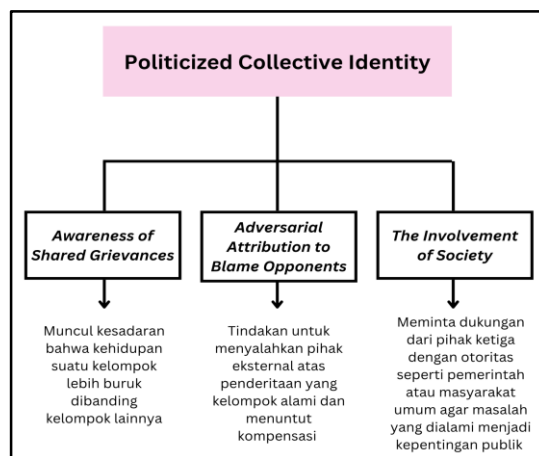 Politicized Collective Identity
Awareness of
Shared Grievances
Adversarial
Attribution to
Blame Opponents
The Involvement
of Society
Muncul kesadaran
bahwa kehidupan
suatu kelompok
lebih buruk
dibanding
kelompok lainnya
Tindakan untuk
menyalahkan pihak
eksternal atas
penderitaan yang
kelompok alami dan
menuntut
kompensasi
Meminta dukungan
dari pihak ketiga
dengan otoritas
seperti pemerintah
atau masyarakat
umum agar masalah
yang dialami menjadi
kepentingan publik